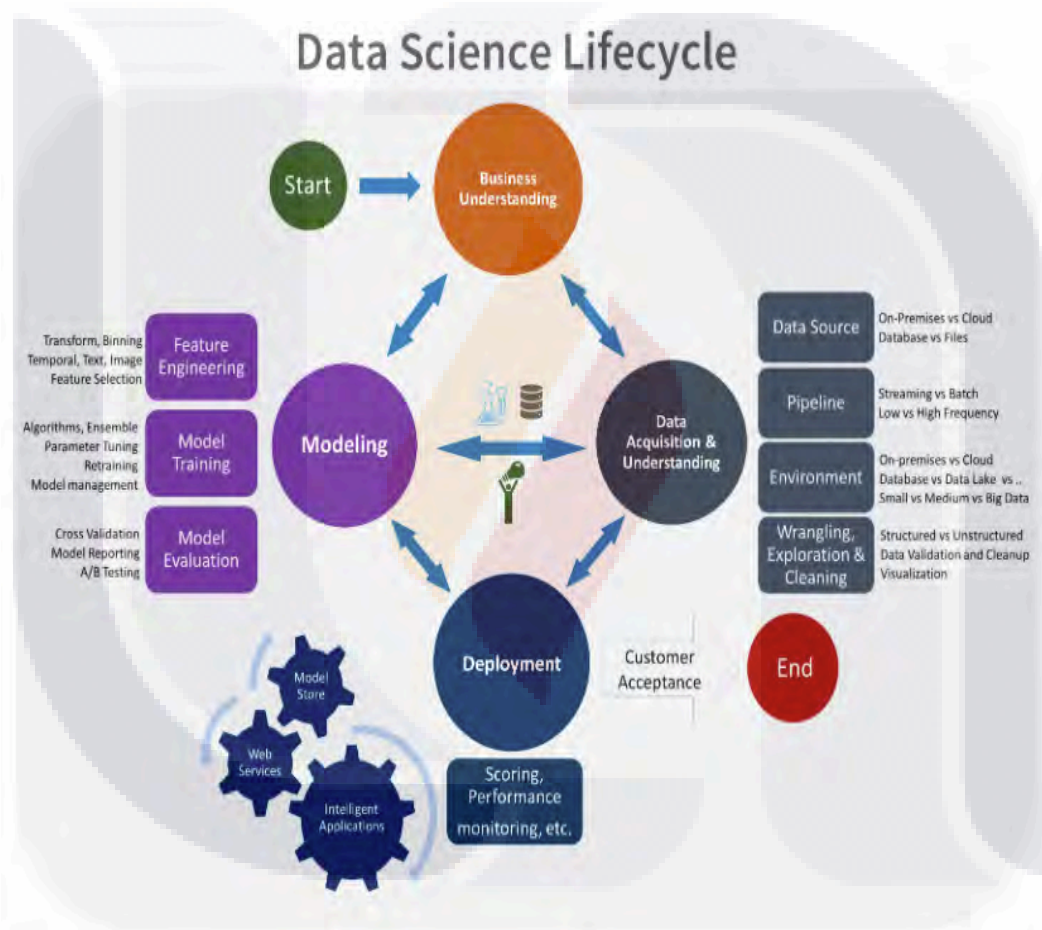 Data Science Lifecycle
Start
Business
Understanding
Transform, Binning
Temporal, Text, Image
Feature Selection
Feature
Engineering
Algorithms, Ensemble
Parameter Tuning
Retraining
Model management
Model
Training
Cross Validation
Model Reporting
A/B Testing
Model
Evaluation
Modeling
Data
Acquisition &
Understanding
Data Source
On-Premises vs Cloud
Database vs Files
Pipeline
Streaming vs Batch
Low vs High Frequency
Environment
On-premises vs Cloud
Database vs Data Lake vs ..
Small vs Medium vs Big Data
Wrangling,
Exploration &
Cleaning
Structured vs Unstructured
Data Validation and Cleanup
Visualization
Deployment
Customer
Acceptance
End
Model
Store
Web
Services
Intelligent
Applications
Scoring,
Performance
monitoring, etc.